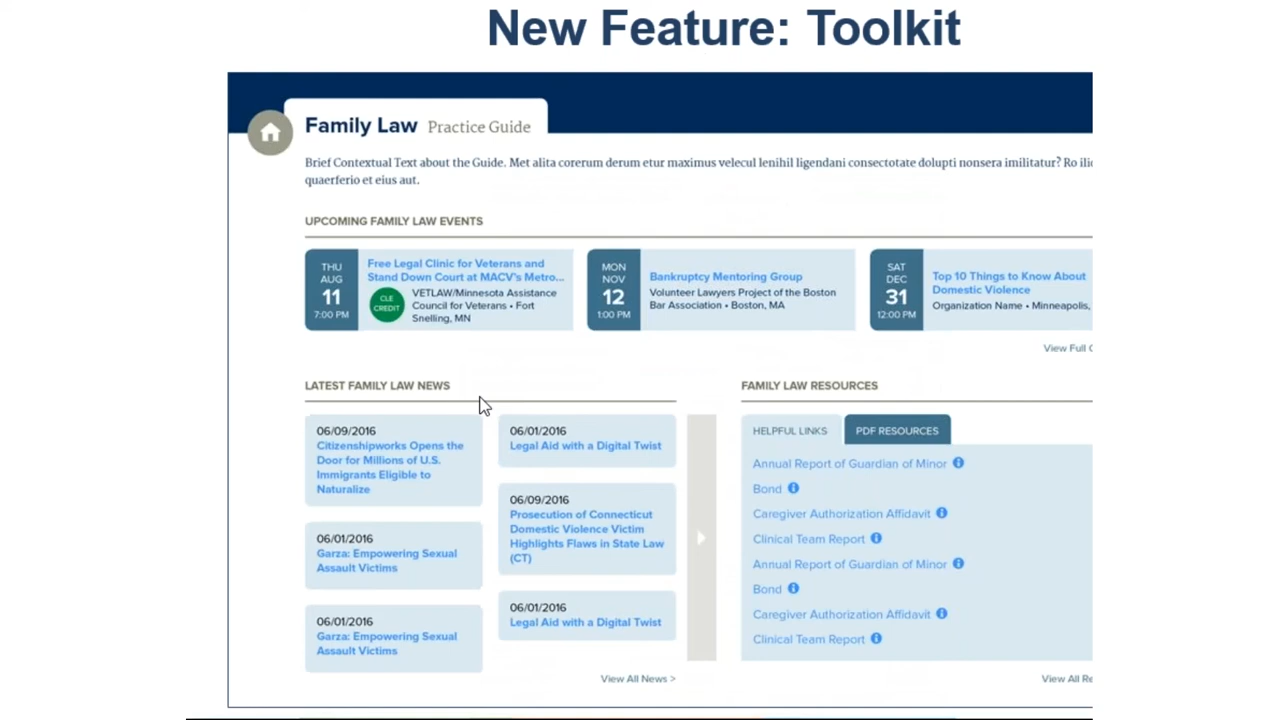 New Feature: Toolkit
Family Law Practice Guide
Brief Contextual Text about the Guide. Met alita corerum derum etur maximus velecul lenihil ligendani consectotate dolupti nonsera imilitatur? Ro
quaerferio et eius aut.
UPCOMING FAMILY LAW EVENTS
THU
AUG
11
7:00 PM
Free Legal Clinic for Veterans and
Stand Down Court at MACV's Metro...
CLE
CREDIT
VETLAW/Minnesota Assistance
Council for Veterans • Fort
Snelling, MN
MON
NOV
12
1:00 PM
Bankruptcy Mentoring Group
Volunteer Lawyers Project of the Boston
Bar Association • Boston, MA
SAT
DEC
31
12:00 PM
Top 10 Things to Know About
Domestic Violence
Organization Name • Minneapolis,
View Full
LATEST FAMILY LAW NEWS
06/09/2016
Citizenshipworks Opens the
Door for Millions of U.S.
Immigrants Eligible to
Naturalize
06/01/2016
Garza: Empowering Sexual
Assault Victims
06/01/2016
Garza: Empowering Sexual
Assault Victims
06/01/2016
Legal Aid with a Digital Twist
06/09/2016
Prosecution of Connecticut
Domestic Violence Victim
Highlights Flaws in State Law
(CT)
06/01/2016
Legal Aid with a Digital Twist
View All News >
FAMILY LAW RESOURCES
HELPFUL LINKS
PDF RESOURCES
Annual Report of Guardian of Minor
Bond
Caregiver Authorization Affidavit
Clinical Team Report
Annual Report of Guardian of Minor
Bond
Caregiver Authorization Affidavit
Clinical Team Report
View All